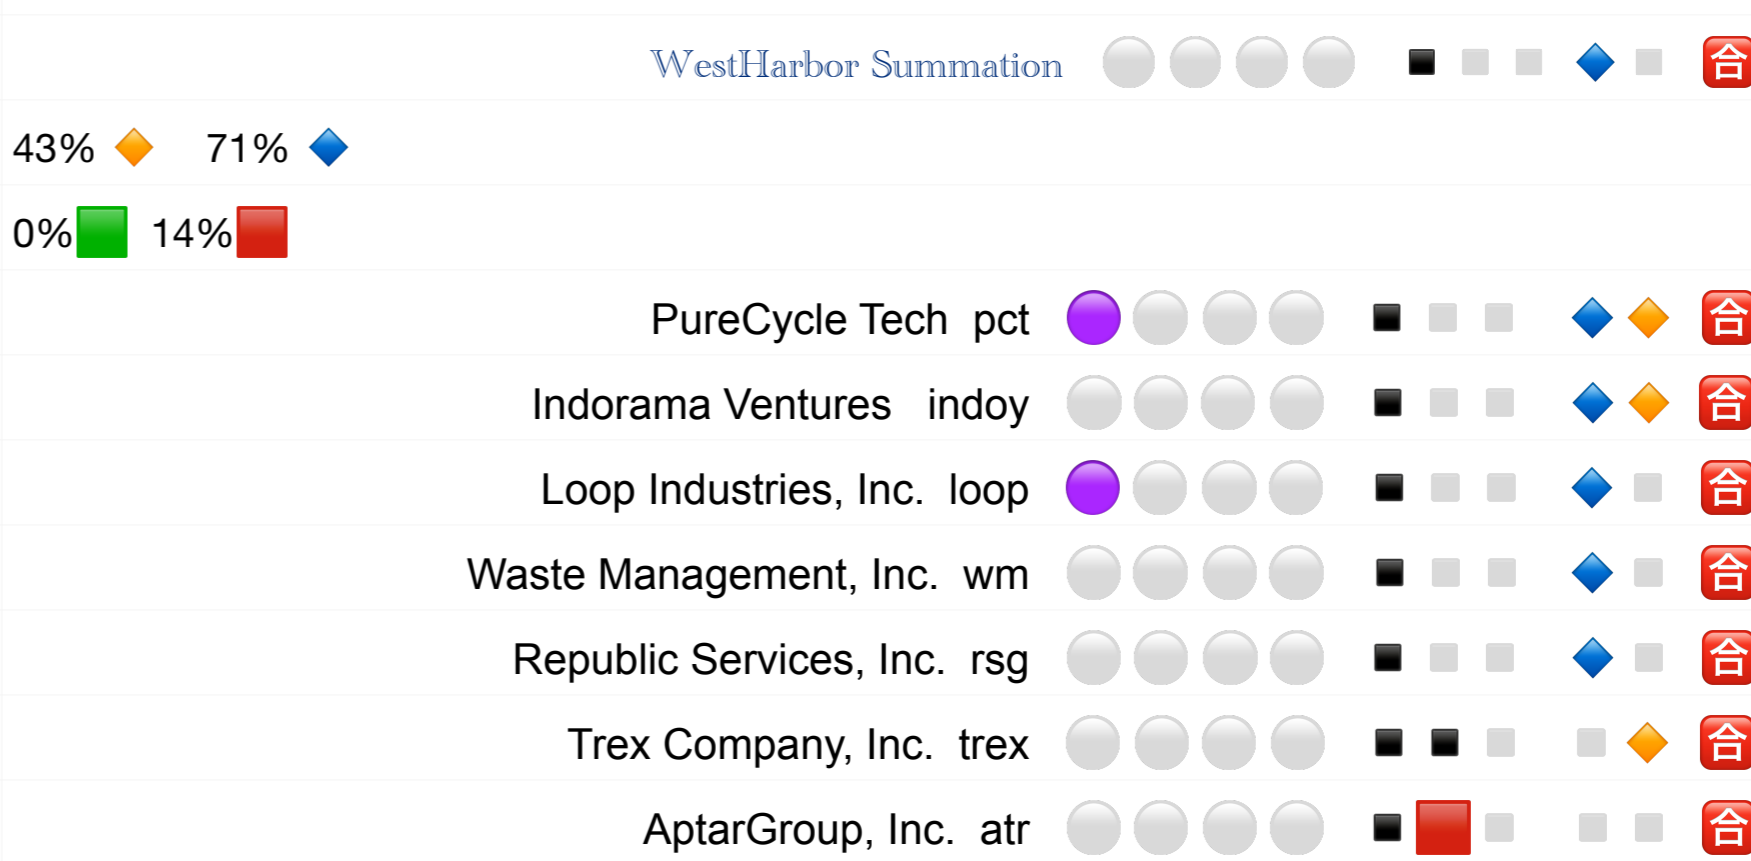 WestHarbor Summation 合
43% 71%
0% 14%
PureCycle Tech pct 合
Indorama Ventures indoy 合
Loop Industries, Inc. loop 合
Waste Management, Inc. wm 合
Republic Services, Inc. rsg 合
Trex Company, Inc. trex 合
AptarGroup, Inc. atr 合